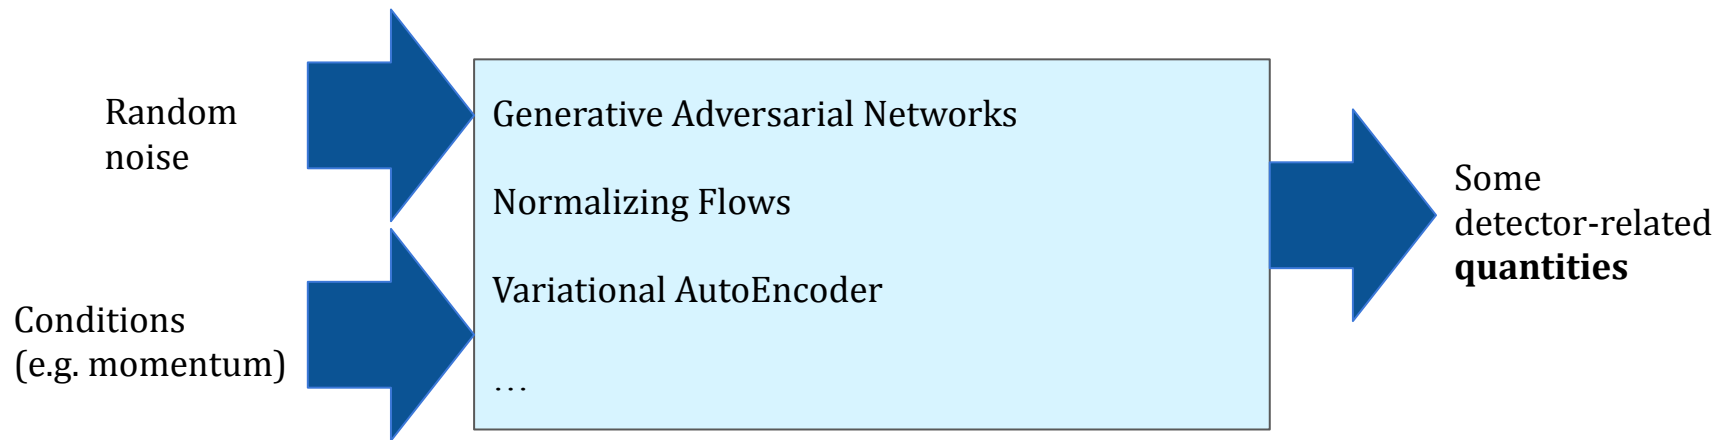 Random
noise
Conditions
(e.g. momentum)
Generative Adversarial Networks
Normalizing Flows
Variational AutoEncoder
…
Some
detector-related
quantities